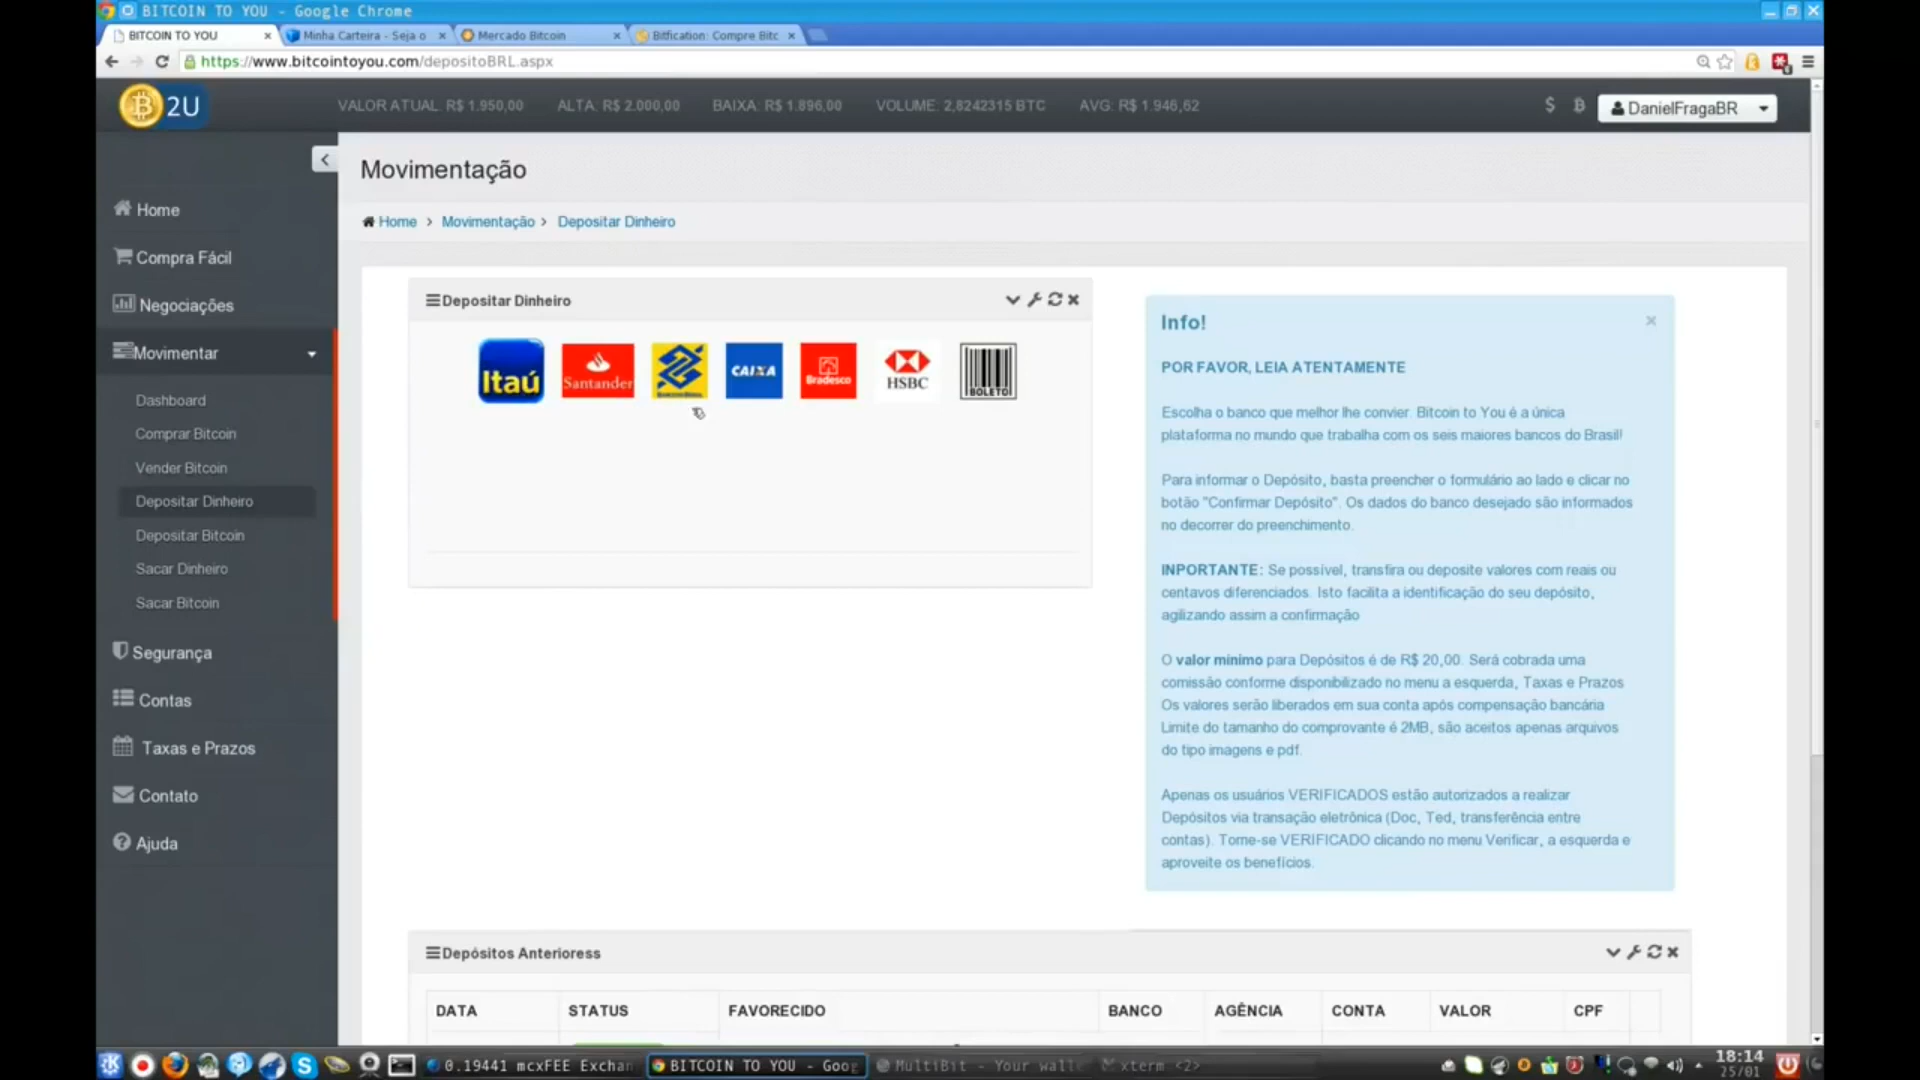 BITCOIN TO YOU - Google Chrome
BITCOIN TO YOU
Minha Carteira - Seja o
Mercado Bitcoin
Bitfication: Compre Bitc
https://www.bitcointoyou.com/depositoBRL.aspx
2U
VALOR ATUAL: R$ 1.950,00
ALTA: R$ 2.000,00
BAIXA: R$ 1.896,00
VOLUME: 2,8242315 BTC
AVG: R$ 1.946,62
DanielFragaBR
Movimentação
Home > Movimentação > Depositar Dinheiro
Home
Compra Fácil
Negociações
Movimentar
Dashboard
Comprar Bitcoin
Vender Bitcoin
Depositar Dinheiro
Depositar Bitcoin
Sacar Dinheiro
Sacar Bitcoin
Segurança
Contas
Taxas e Prazos
Contato
Ajuda
Depositar Dinheiro
Itaú
Santander
CAIXA
Bradesco
HSBC
BOLETO
Info!
POR FAVOR, LEIA ATENTAMENTE
Escolha o banco que melhor lhe convier. Bitcoin to You é a única
plataforma no mundo que trabalha com os seis maiores bancos do Brasil!
Para informar o Depósito, basta preencher o formulário ao lado e clicar no
botão "Confirmar Depósito". Os dados do banco desejado são informados
no decorrer do preenchimento.
INPORTANTE: Se possível, transfira ou deposite valores com reais ou
centavos diferenciados. Isto facilita a identificação do seu depósito,
agilizando assim a confirmação
O valor mínimo para Depósitos é de R$ 20,00. Será cobrada uma
comissão conforme disponibilizado no menu a esquerda, Taxas e Prazos
Os valores serão liberados em sua conta após compensação bancária
Limite do tamanho do comprovante é 2MB, são aceitos apenas arquivos
do tipo imagens e pdf.
Apenas os usuários VERIFICADOS estão autorizados a realizar
Depósitos via transação eletrônica (Doc, Ted, transferência entre
contas). Torne-se VERIFICADO clicando no menu Verificar, a esquerda e
aproveite os benefícios.
Depósitos Anterioress
DATA
STATUS
FAVORECIDO
BANCO
AGÊNCIA
CONTA
VALOR
CPF
0.19441 mcxFEE Exchan
BITCOIN TO YOU - Goog
MultiBit - Your walle
xterm <2>
18:14
25/01